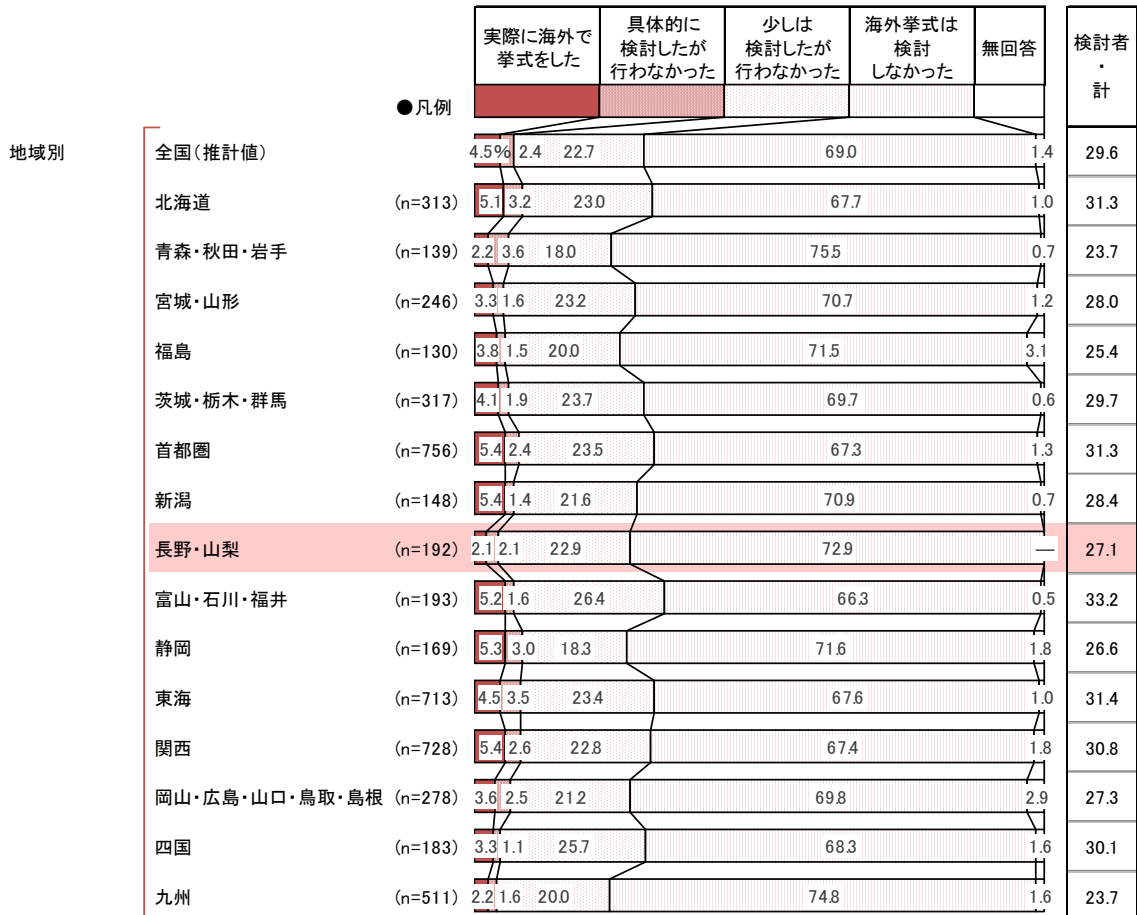 実際に海外で
挙式をした
具体的に
検討したが
行わなかった
少しは
検討したが
行わなかった
海外挙式は
検討
しなかった
無回答
検討者
・
計
●凡例
地域別
全国(推計値) 4.5% 2.4 22.7 69.0 1.4 29.6
北海道 (n=313) 5.1 3.2 23.0 67.7 1.0 31.3
青森・秋田・岩手 (n=139) 2.2 3.6 18.0 75.5 0.7 23.7
宮城・山形 (n=246) 3.3 1.6 23.2 70.7 1.2 28.0
福島 (n=130) 3.8 1.5 20.0 71.5 3.1 25.4
茨城・栃木・群馬 (n=317) 4.1 1.9 23.7 69.7 0.6 29.7
首都圏 (n=756) 5.4 2.4 23.5 67.3 1.3 31.3
新潟 (n=148) 5.4 1.4 21.6 70.9 0.7 28.4
長野・山梨 (n=192) 2.1 2.1 22.9 72.9 ― 27.1
富山・石川・福井 (n=193) 5.2 1.6 26.4 66.3 0.5 33.2
静岡 (n=169) 5.3 3.0 18.3 71.6 1.8 26.6
東海 (n=713) 4.5 3.5 23.4 67.6 1.0 31.4
関西 (n=728) 5.4 2.6 22.8 67.4 1.8 30.8
岡山・広島・山口・鳥取・島根 (n=278) 3.6 2.5 21.2 69.8 2.9 27.3
四国 (n=183) 3.3 1.1 25.7 68.3 1.6 30.1
九州 (n=511) 2.2 1.6 20.0 74.8 1.6 23.7